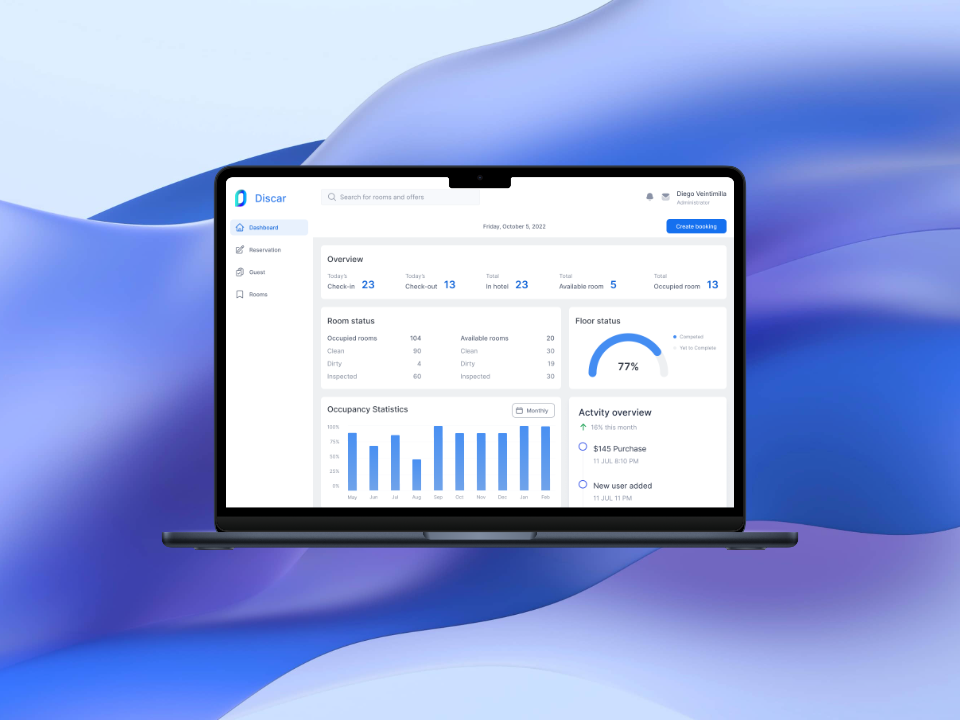 Discar
Search for rooms and offers
Diego Veintimilla
Administrator
Dashboard
Reservation
Guest
Rooms
Friday, October 5, 2022
Create booking
Overview
Today's Today's Total Total Total
Check-in 23 Check-out 13 In hotel 23 Available room 5 Occupied room 13
Room status
Occupied rooms 104 Available rooms 20
Clean 90 Clean 30
Dirty 4 Dirty 19
Inspected 60 Inspected 30
Floor status
77%
Completed
Yet to Complete
Occupancy Statistics
Monthly
100%
75%
50%
25%
0%
May Jun Jul Aug Sep Oct Nov Dec Jan Feb
Actvity overview
16% this month
$145 Purchase
11 JUL 8:10 PM
New user added
11 JUL 11 PM